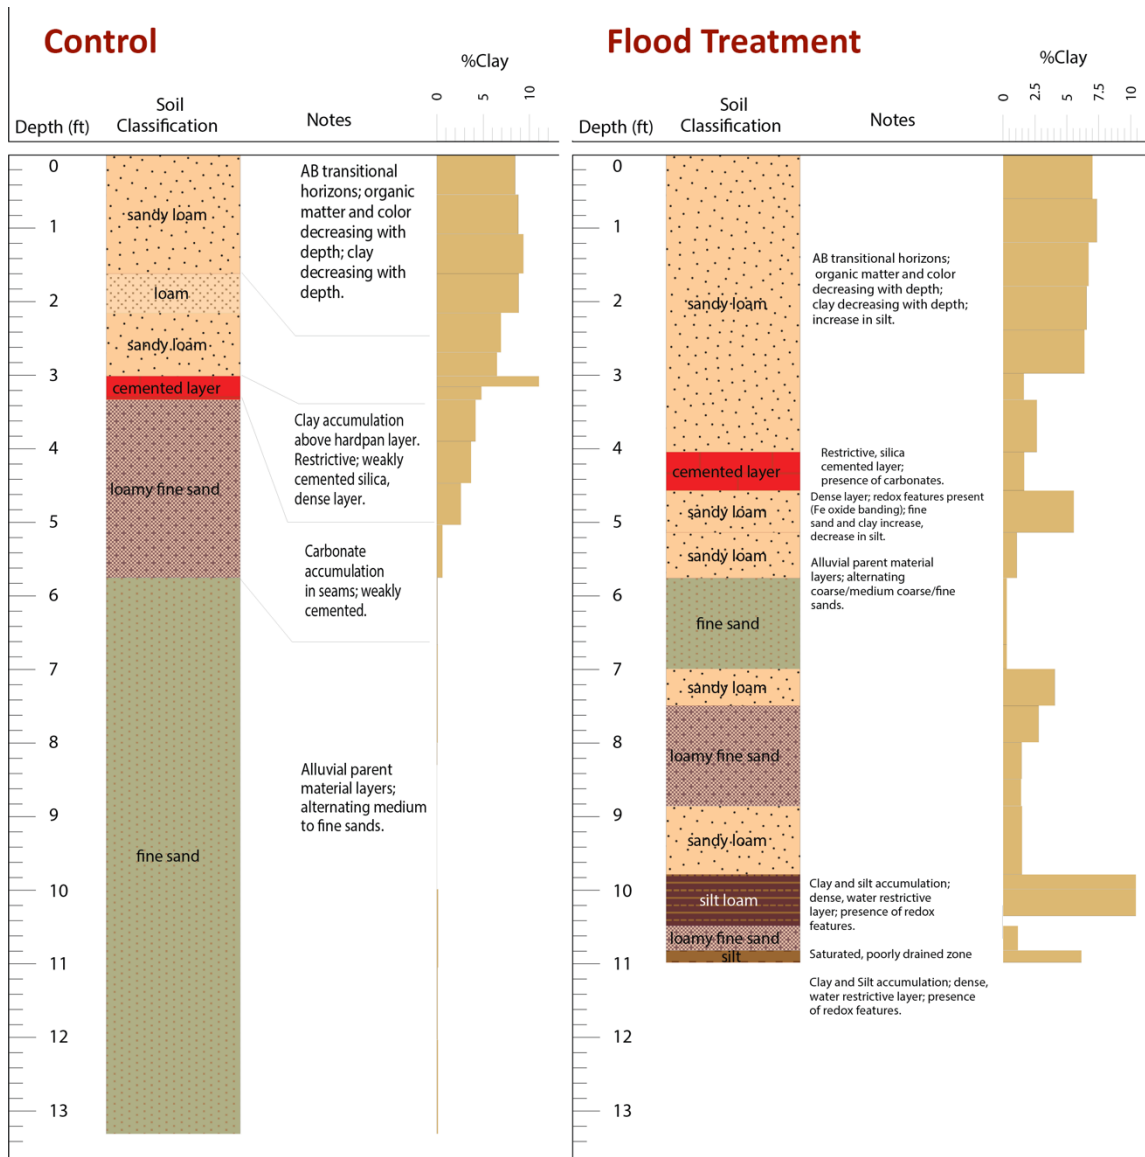 Control
%Clay
0
5
10
Depth (ft)
Soil
Classification
Notes
0
1
2
3
4
5
6
7
8
9
10
11
12
13
sandy loam
loam
sandy loam
cemented layer
loamy fine sand
fine sand
AB transitional
horizons; organic
matter and color
decreasing with
depth; clay
decreasing with
depth.
Clay accumulation
above hardpan layer.
Restrictive; weakly
cemented silica,
dense layer.
Carbonate
accumulation
in seams; weakly
cemented.
Alluvial parent
material layers;
alternating medium
to fine sands.
Flood Treatment
%Clay
0
2.5
5
7.5
10
Depth (ft)
Soil
Classification
Notes
0
1
2
3
4
5
6
7
8
9
10
11
12
13
sandy loam
cemented layer
sandy loam
sandy loam
fine sand
sandy loam
loamy fine sand
sandy loam
silt loam
loamy fine sand
silt
AB transitional horizons;
organic matter and color
decreasing with depth;
clay decreasing with depth;
increase in silt.
Restrictive, silica
cemented layer;
presence of carbonates.
Dense layer; redox features present
(Fe oxide banding); fine
sand and clay increase,
decrease in silt.
Alluvial parent material
layers; alternating
coarse/medium coarse/fine
sands.
Clay and silt accumulation;
dense, water restrictive
layer; presence of redox
features.
Saturated, poorly drained zone
Clay and Silt accumulation; dense,
water restrictive layer; presence
of redox features.